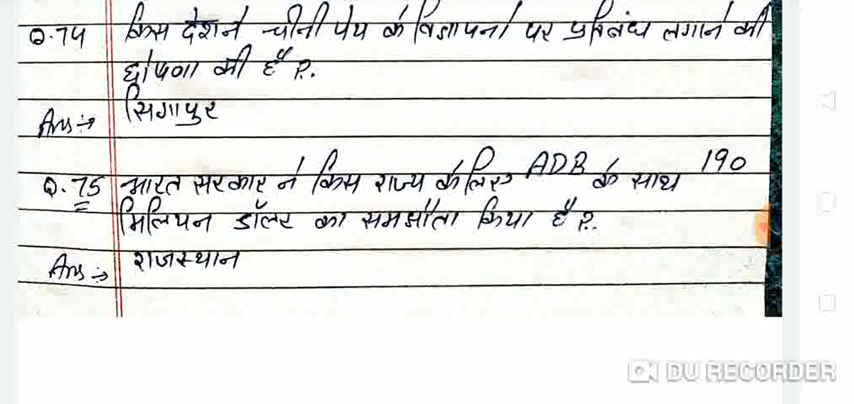 Q.74 किस देशने चीनी पेय के विज्ञापनों पर प्रतिबंध लगाने की
घोषणा की है ?.
Ans → सिगापुर
Q.75 भारत सरकार ने किस राज्य के लिए ADB के साथ 190
मिलियन डॉलर का समझौता किया है ?.
Ans → राजस्थान
DU RECORDER